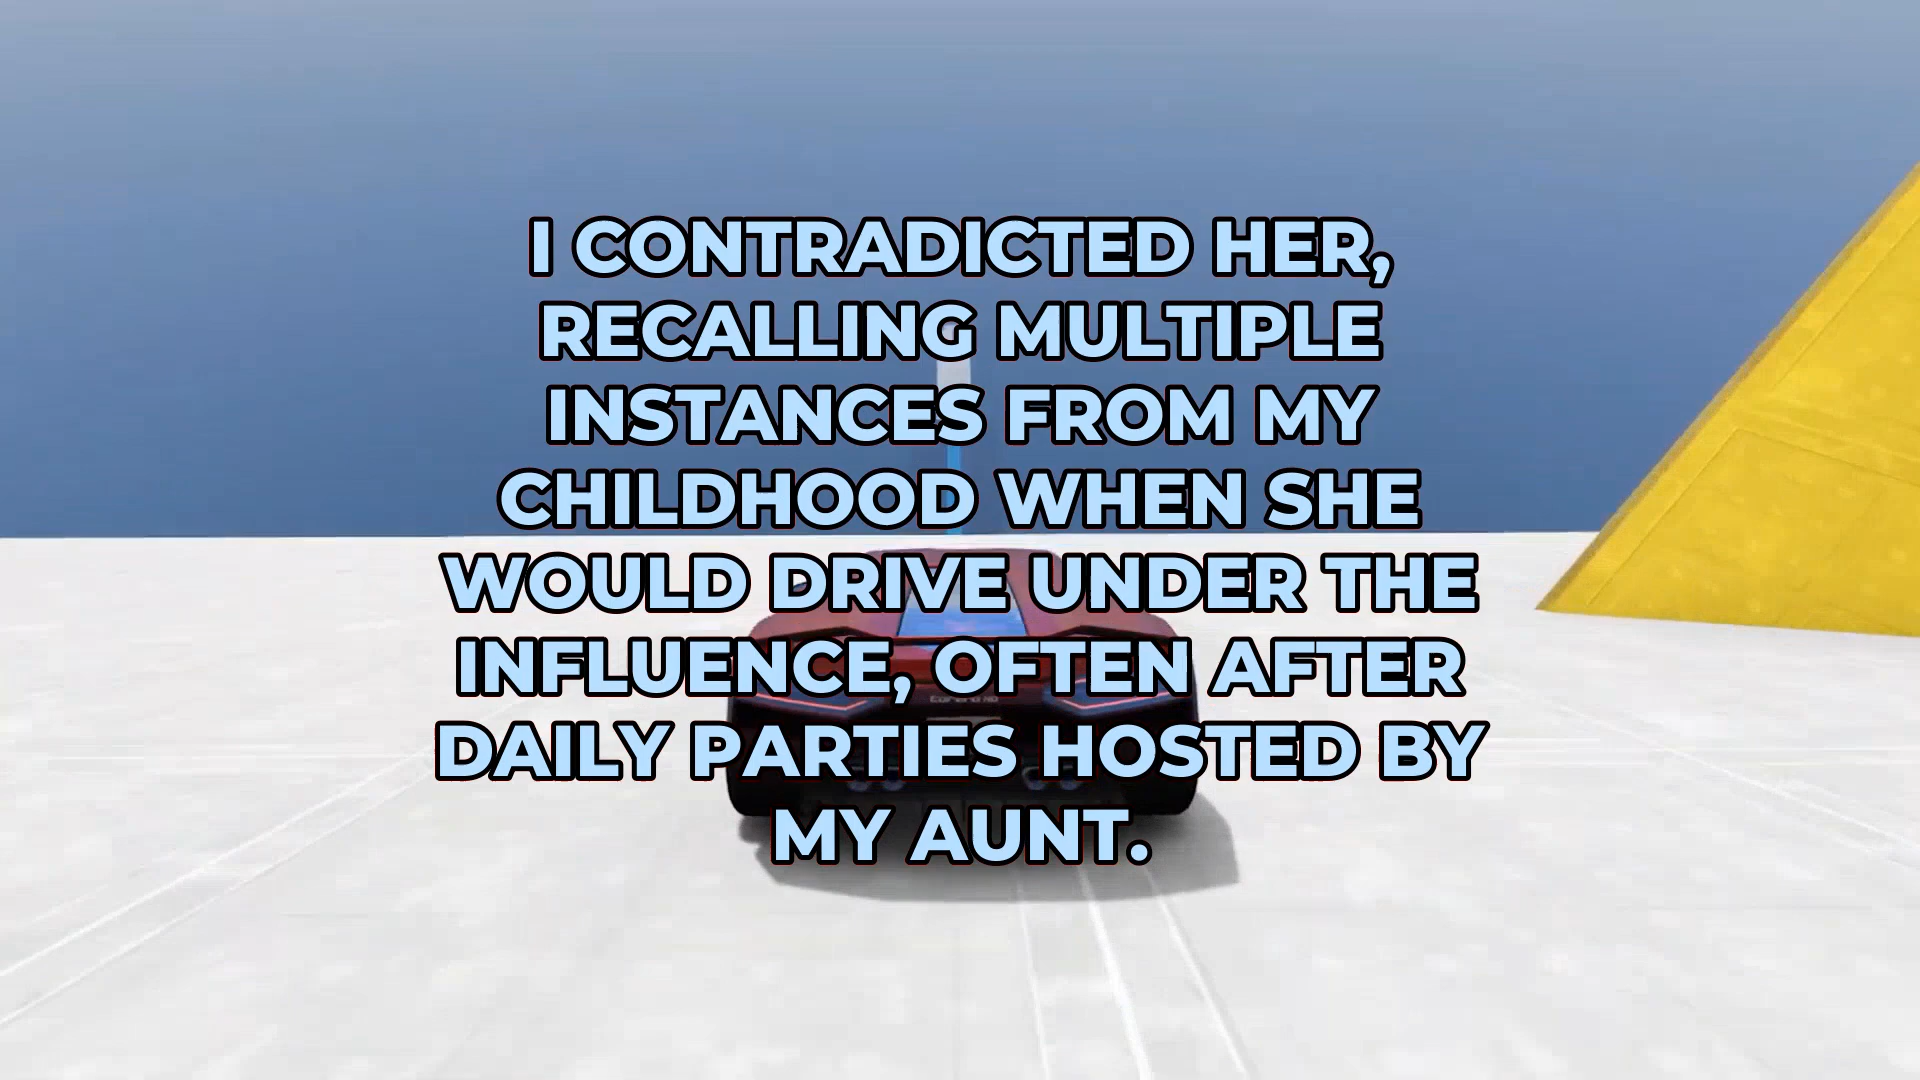 I CONTRADICTED HER,
RECALLING MULTIPLE
INSTANCES FROM MY
CHILDHOOD WHEN SHE
WOULD DRIVE UNDER THE
INFLUENCE, OFTEN AFTER
DAILY PARTIES HOSTED BY
MY AUNT.